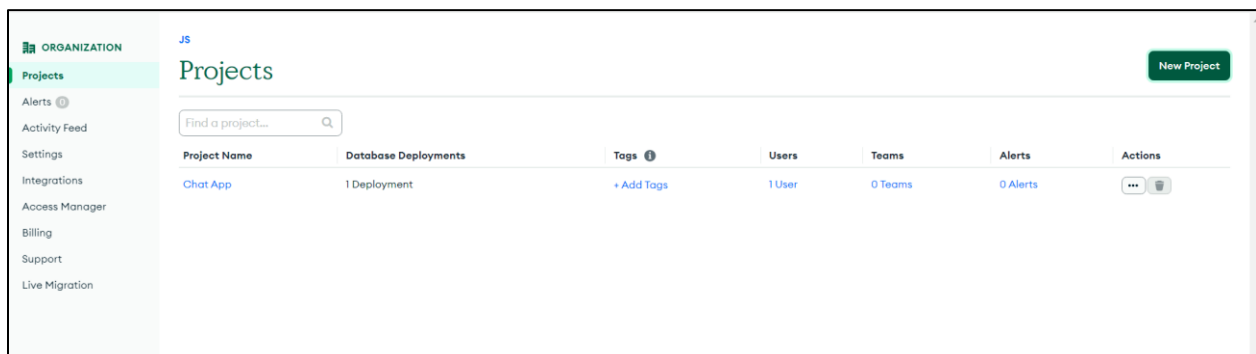 ORGANIZATION
Projects
Alerts 0
Activity Feed
Settings
Integrations
Access Manager
Billing
Support
Live Migration
JS
Projects
New Project
Find a project...
Project Name Database Deployments Tags Users Teams Alerts Actions
Chat App 1 Deployment + Add Tags 1 User 0 Teams 0 Alerts